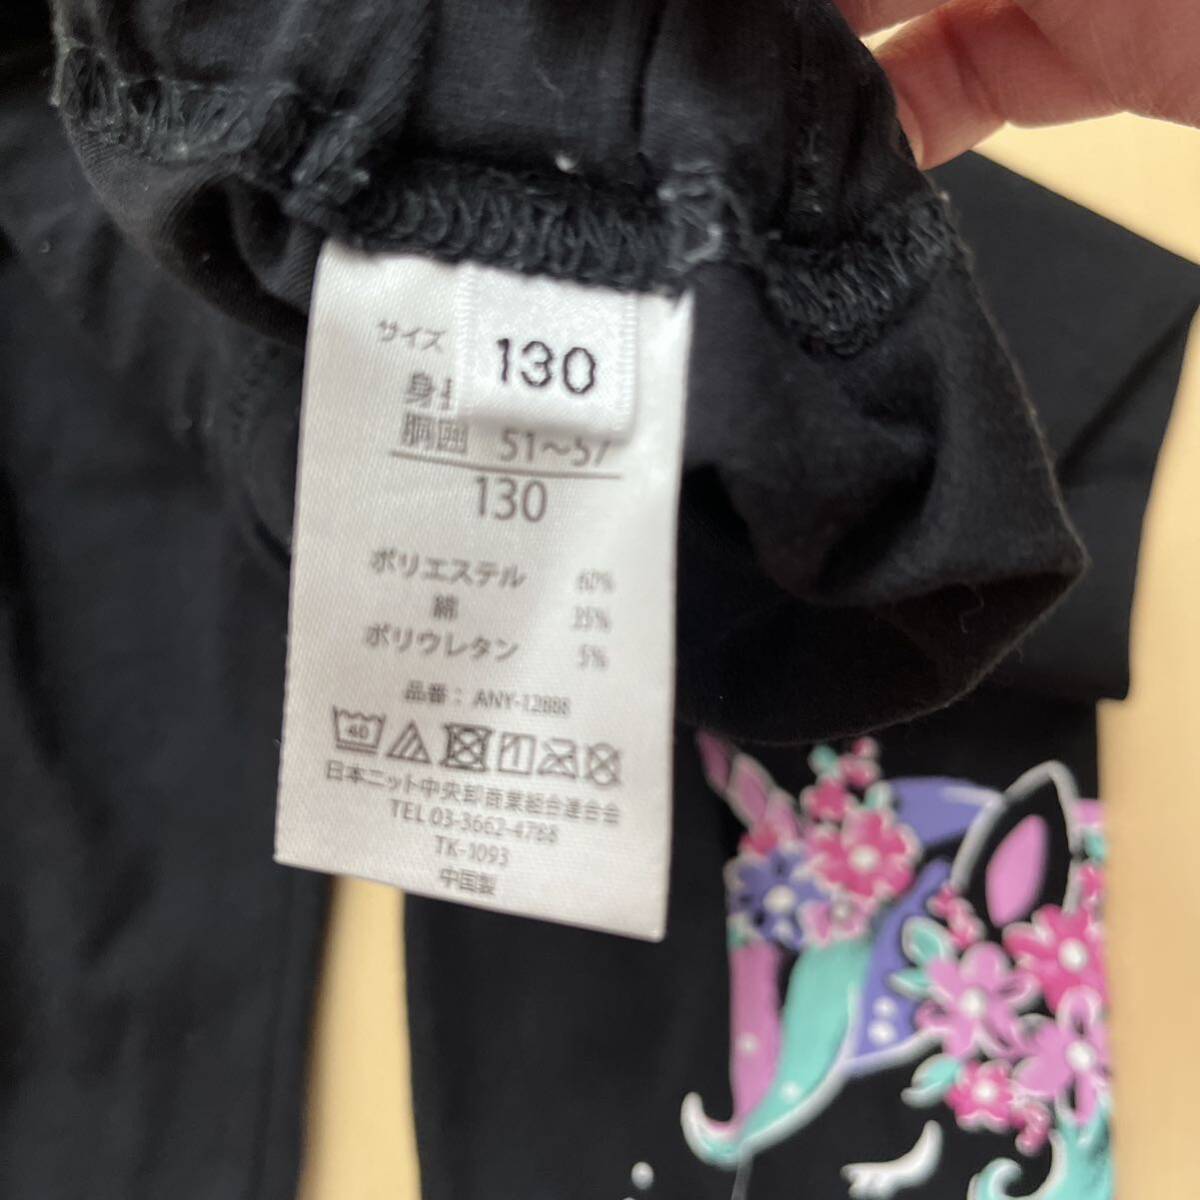 サイズ
130
身
胴囲 51～57
130
ポリエステル 60%
綿 35%
ポリウレタン 5%
品番： ANY-12888
40
日本ニット中央卸商業組合連合会
TEL 03-3662-4788
TK-1093
中国製